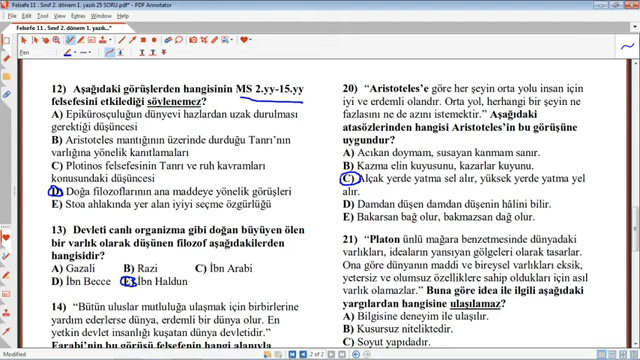 Felsefe 11 . Sınıf 2. dönem 1. yazılı 25 SORU.pdf* - PDF Annotator
Felsefe 11 . Sınıf 2. dönem 1. yazılı...*
Pen
12) Aşağıdaki görüşlerden hangisinin MS 2.yy-15.yy
felsefesini etkilediği söylenemez?
A) Epikürosçuluğun dünyevi hazlardan uzak durulması
gerektiği düşüncesi
B) Aristoteles mantığının üzerinde durduğu Tanrı’nın
varlığına yönelik kanıtlamaları
C) Plotinos felsefesinin Tanrı ve ruh kavramları
konusundaki düşüncesi
D) Doğa filozoflarının ana maddeye yönelik görüşleri
E) Stoa ahlakında yer alan iyiyi seçme özgürlüğü
13) Devleti canlı organizma gibi doğan büyüyen ölen
bir varlık olarak düşünen filozof aşağıdakilerden
hangisidir?
A) Gazali B) Razi C) İbn Arabi
D) İbn Becce E) İbn Haldun
14) “Bütün uluslar mutluluğa ulaşmak için birbirlerine
yardım ederlerse dünya, erdemli bir dünya olur. En
yetkin devlet insanlığı kuşatan dünya devletidir.”
Farabi’nin bu görüşü felsefenin hangi alanıyla
20) “Aristoteles’e göre her şeyin orta yolu insan için
iyi ve erdemli olandır. Orta yol, herhangi bir şeyin ne
fazlasını ne de azını istemektir.” Aşağıdaki
atasözlerinden hangisi Aristoteles’in bu görüşüne
uygundur?
A) Acıkan doymam, susayan kanmam sanır.
B) Kazma elin kuyusunu, kazarlar kuyunu.
C) Alçak yerde yatma sel alır, yüksek yerde yatma yel
alır.
D) Damdan düşen damdan düşenin hâlini bilir.
E) Bakarsan bağ olur, bakmazsan dağ olur.
21) “Platon ünlü mağara benzetmesinde dünyadaki
varlıkları, ideaların yansıyan gölgeleri olarak tasarlar.
Ona göre dünyanın maddi ve bireysel varlıkları eksik,
yetersiz ve olumsuz özelliklere sahip oldukları için asıl
varlık olamazlar.” Buna göre idea ile ilgili aşağıdaki
yargılardan hangisine ulaşılamaz?
A) Bilgisine deneyim ile ulaşılır.
B) Kusursuz niteliktedir.
C) Soyut yapıdadır.
2 of 2